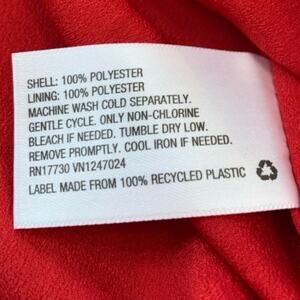 SHELL: 100% POLYESTER
LINING: 100% POLYESTER
MACHINE WASH COLD SEPARATELY.
GENTLE CYCLE. ONLY NON-CHLORINE
BLEACH IF NEEDED. TUMBLE DRY LOW.
REMOVE PROMPTLY. COOL IRON IF NEEDED.
RN17730 VN1247024
LABEL MADE FROM 100% RECYCLED PLASTIC